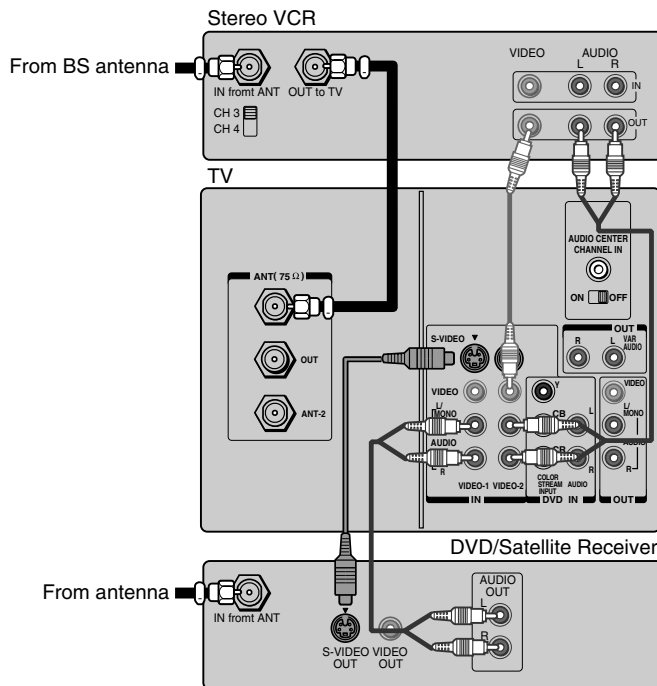 Stereo VCR
From BS antenna
IN fromt ANT
OUT to TV
CH 3
CH 4
VIDEO
AUDIO
L
R
IN
OUT
TV
ANT( 75 Ω )
OUT
ANT-2
AUDIO CENTER
CHANNEL IN
ON
OFF
OUT
R
L
VAR
AUDIO
S-VIDEO
VIDEO
L/
MONO
AUDIO
R
VIDEO-1
VIDEO-2
IN
Y
CB
CR
L
R
COLOR
STREAM
INPUT
AUDIO
DVD IN
VIDEO
L/
MONO
AUDIO
R
OUT
DVD/Satellite Receiver
From antenna
IN fromt ANT
S-VIDEO
OUT
VIDEO
OUT
AUDIO
OUT
L
R